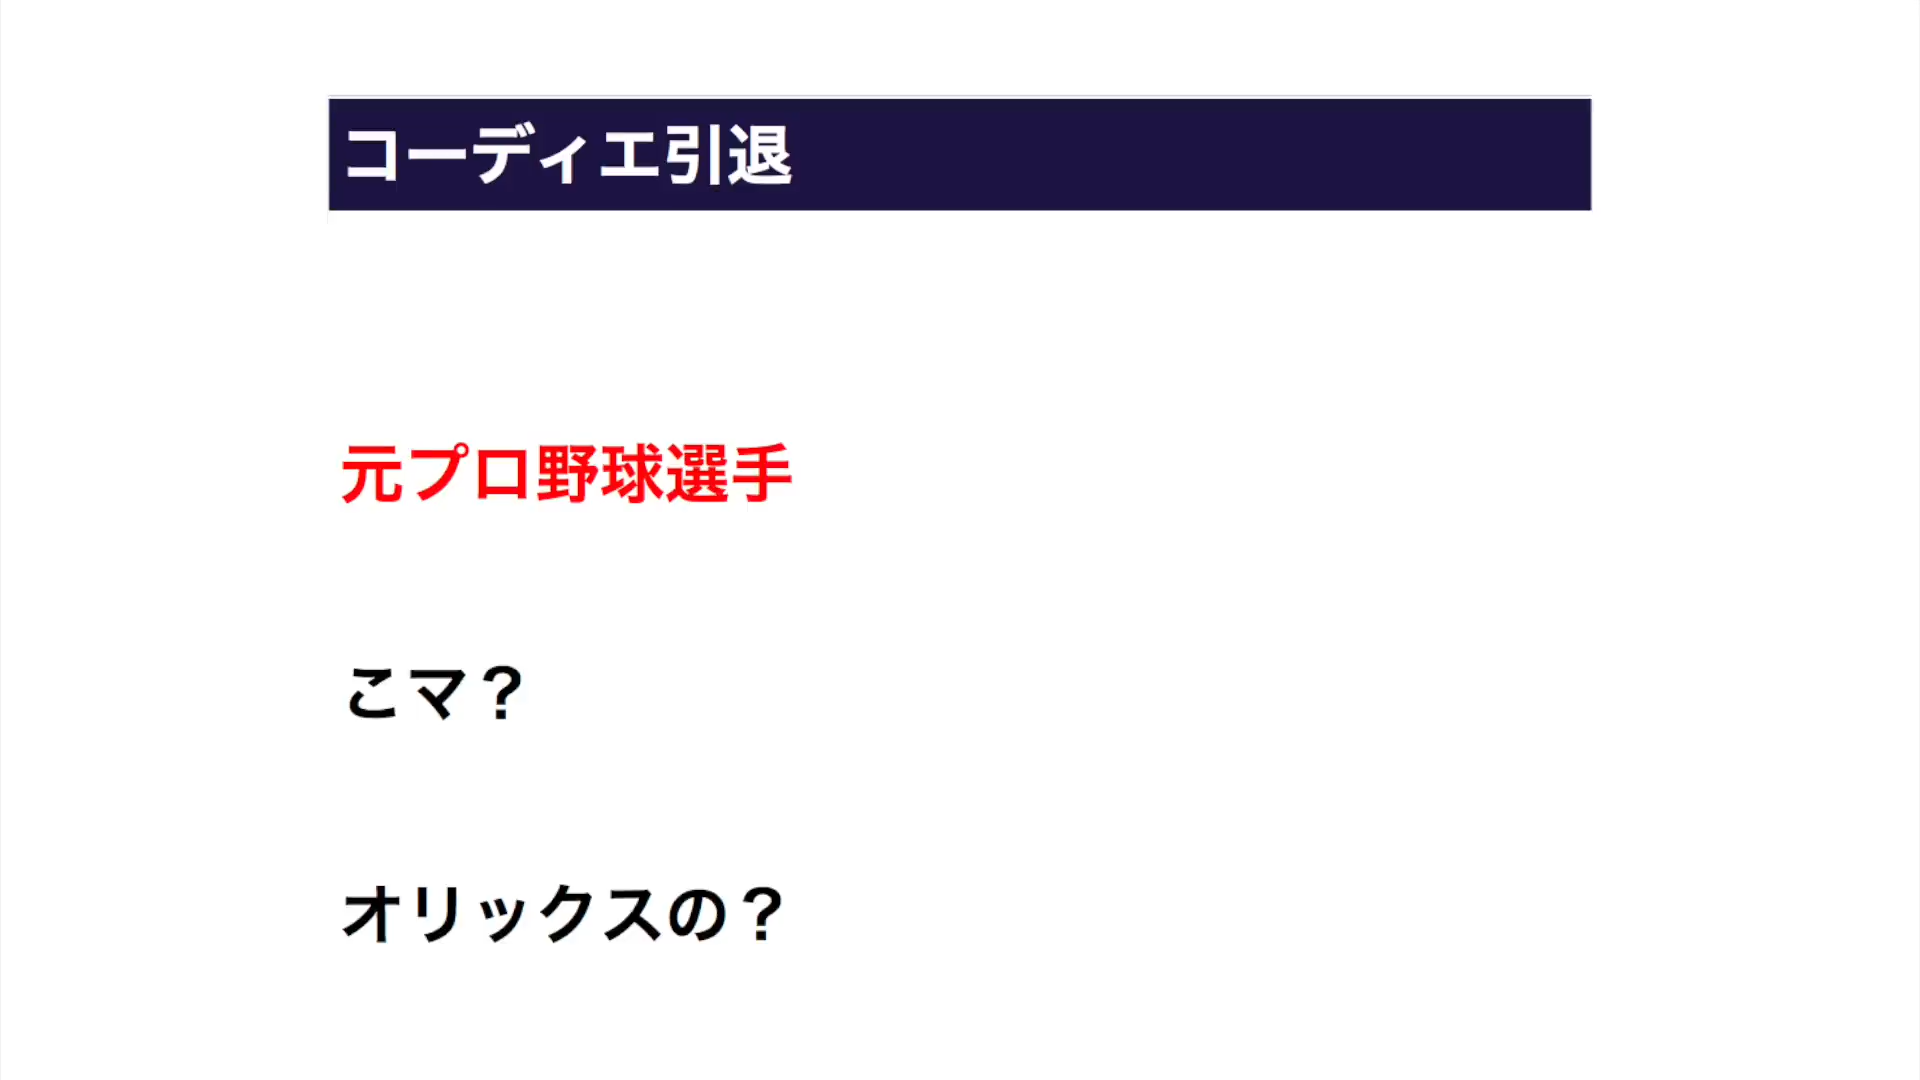 コーディエ引退
元プロ野球選手
こマ？
オリックスの？